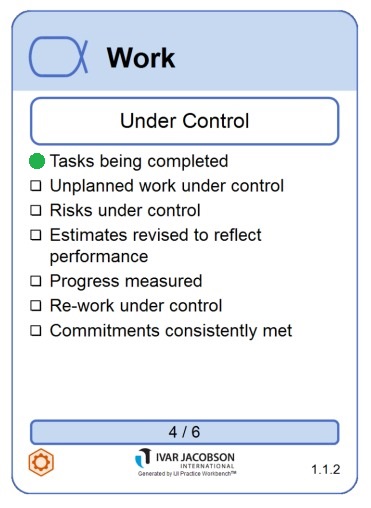 Work
Under Control
Tasks being completed
Unplanned work under control
Risks under control
Estimates revised to reflect
performance
Progress measured
Re-work under control
Commitments consistently met
4 / 6
IVAR JACOBSON
INTERNATIONAL
Generated by IJI Practice Workbench™
1.1.2